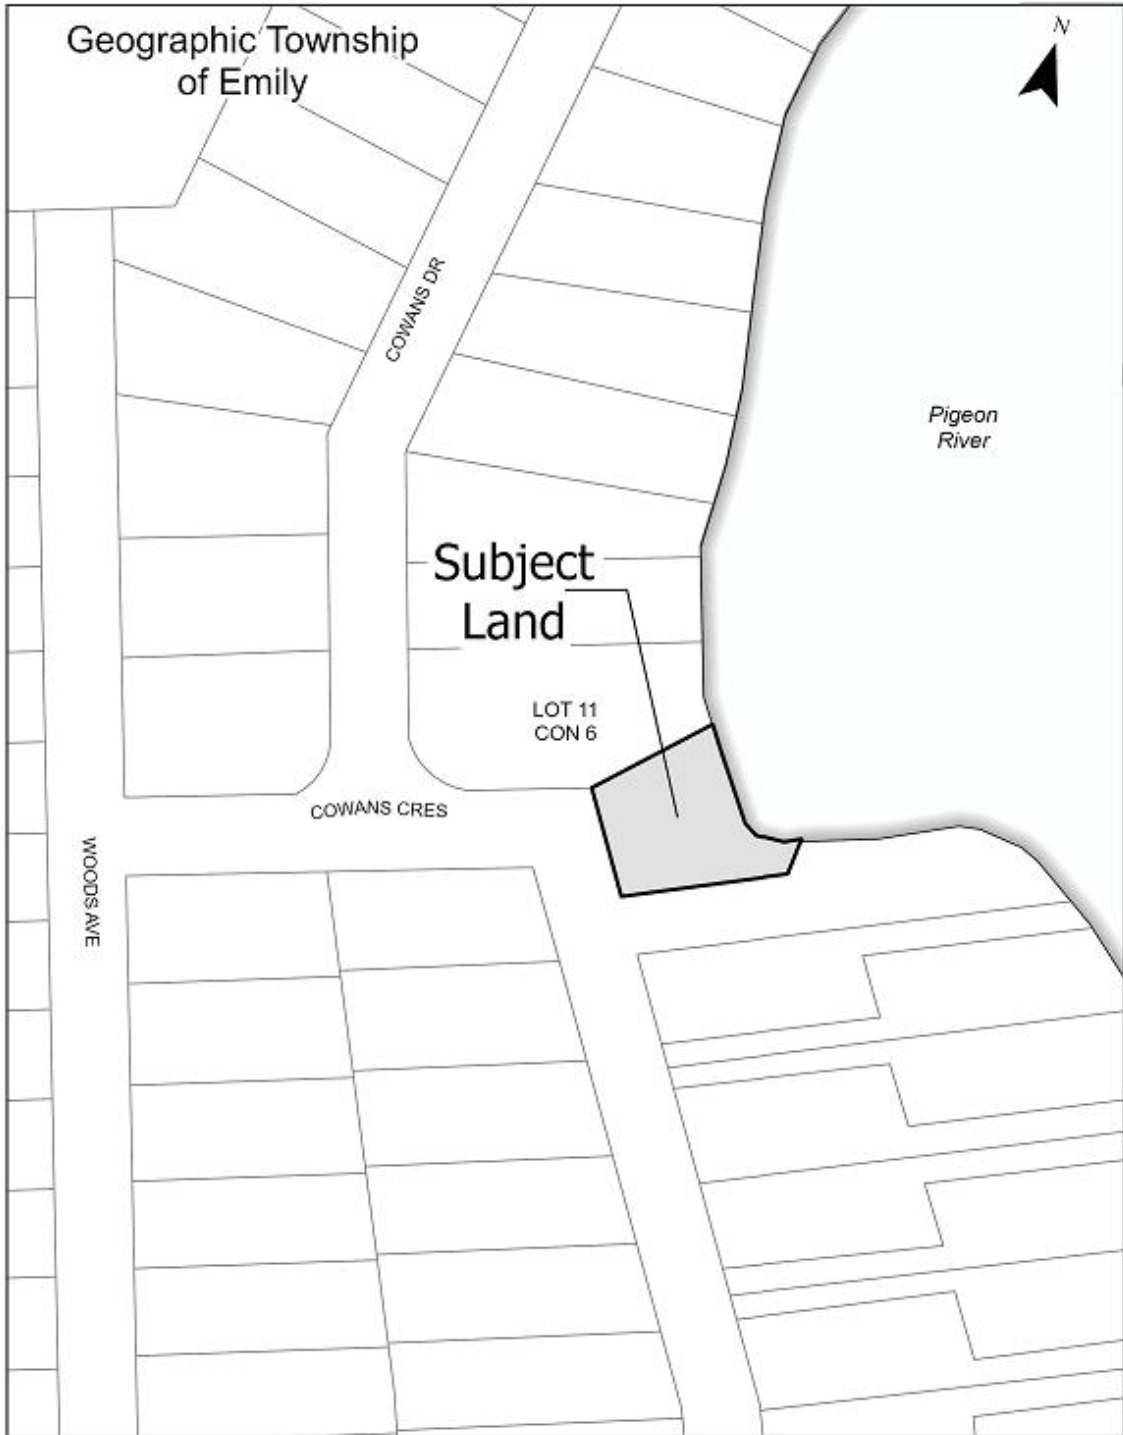 Geographic Township
of Emily
N
COWANS DR
Pigeon
River
Subject
Land
LOT 11
CON 6
COWANS CRES
WOODS AVE